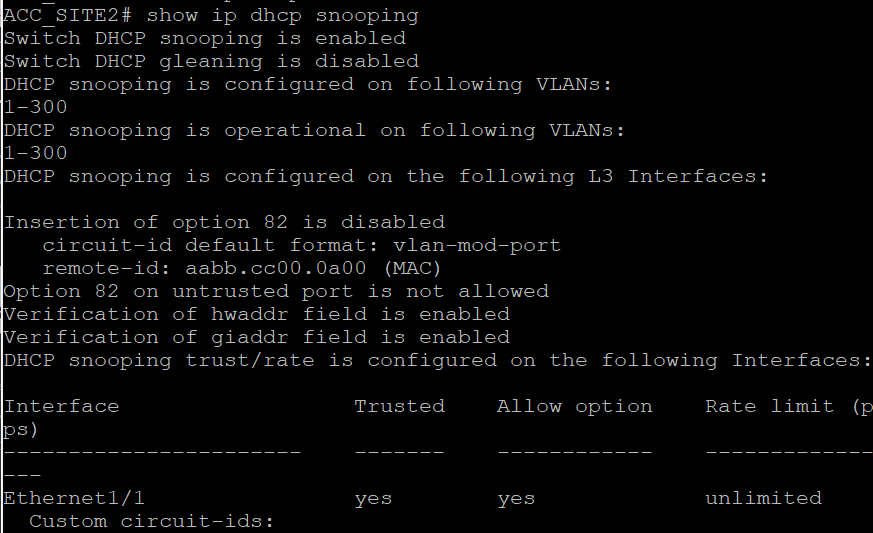 ACC_SITE2# show ip dhcp snooping
Switch DHCP snooping is enabled
Switch DHCP gleaning is disabled
DHCP snooping is configured on following VLANs:
1-300
DHCP snooping is operational on following VLANs:
1-300
DHCP snooping is configured on the following L3 Interfaces:
Insertion of option 82 is disabled
circuit-id default format: vlan-mod-port
remote-id: aabb.cc00.0a00 (MAC)
Option 82 on untrusted port is not allowed
Verification of hwaddr field is enabled
Verification of giaddr field is enabled
DHCP snooping trust/rate is configured on the following Interfaces:
Interface Trusted Allow option Rate limit (p
ps)
----------------------- ------- ------------ -------------
---
Ethernet1/1 yes yes unlimited
Custom circuit-ids: